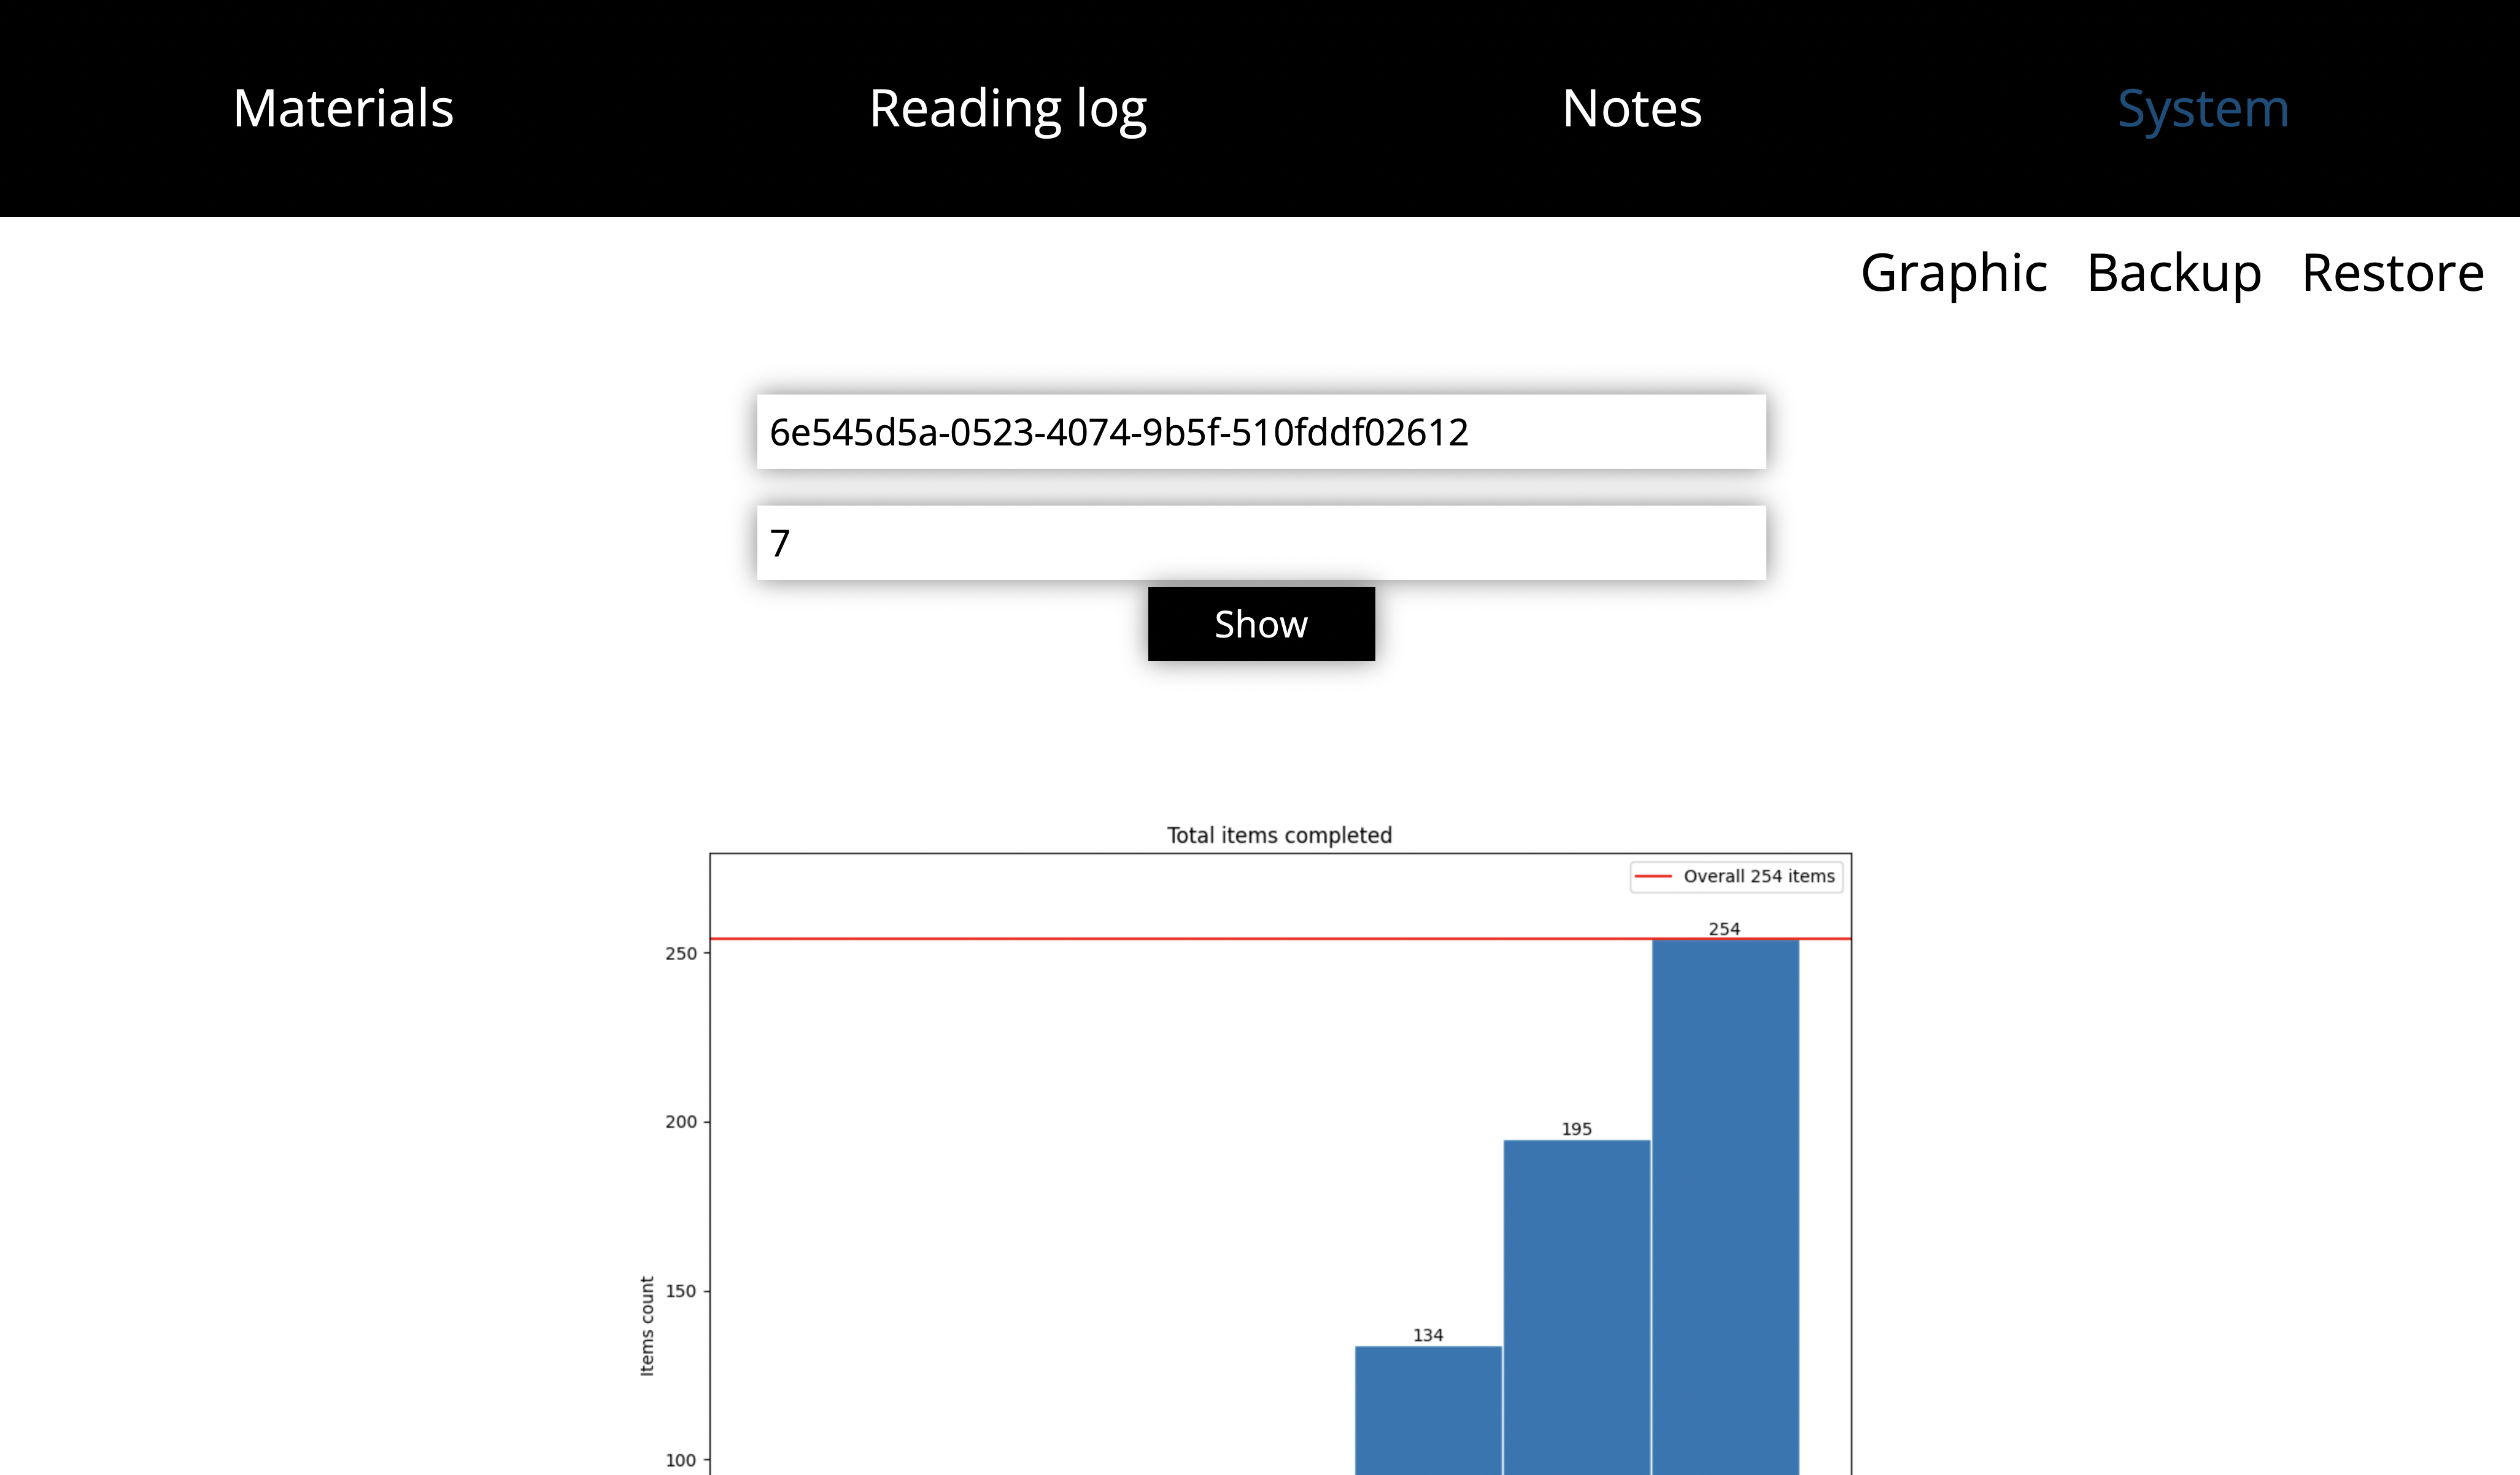 Materials Reading log Notes System
Graphic Backup Restore
6e545d5a-0523-4074-9b5f-510fddf02612
7
Show
Total items completed
Overall 254 items
254
250
200
195
150
Items count
134
100